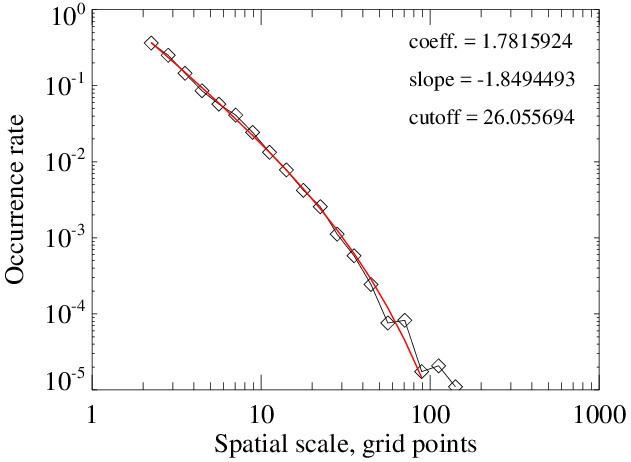 10^0
coeff. = 1.7815924
10^-1
slope = -1.8494493
cutoff = 26.055694
10^-2
Occurrence rate
10^-3
10^-4
10^-5
1 10 100 1000
Spatial scale, grid points